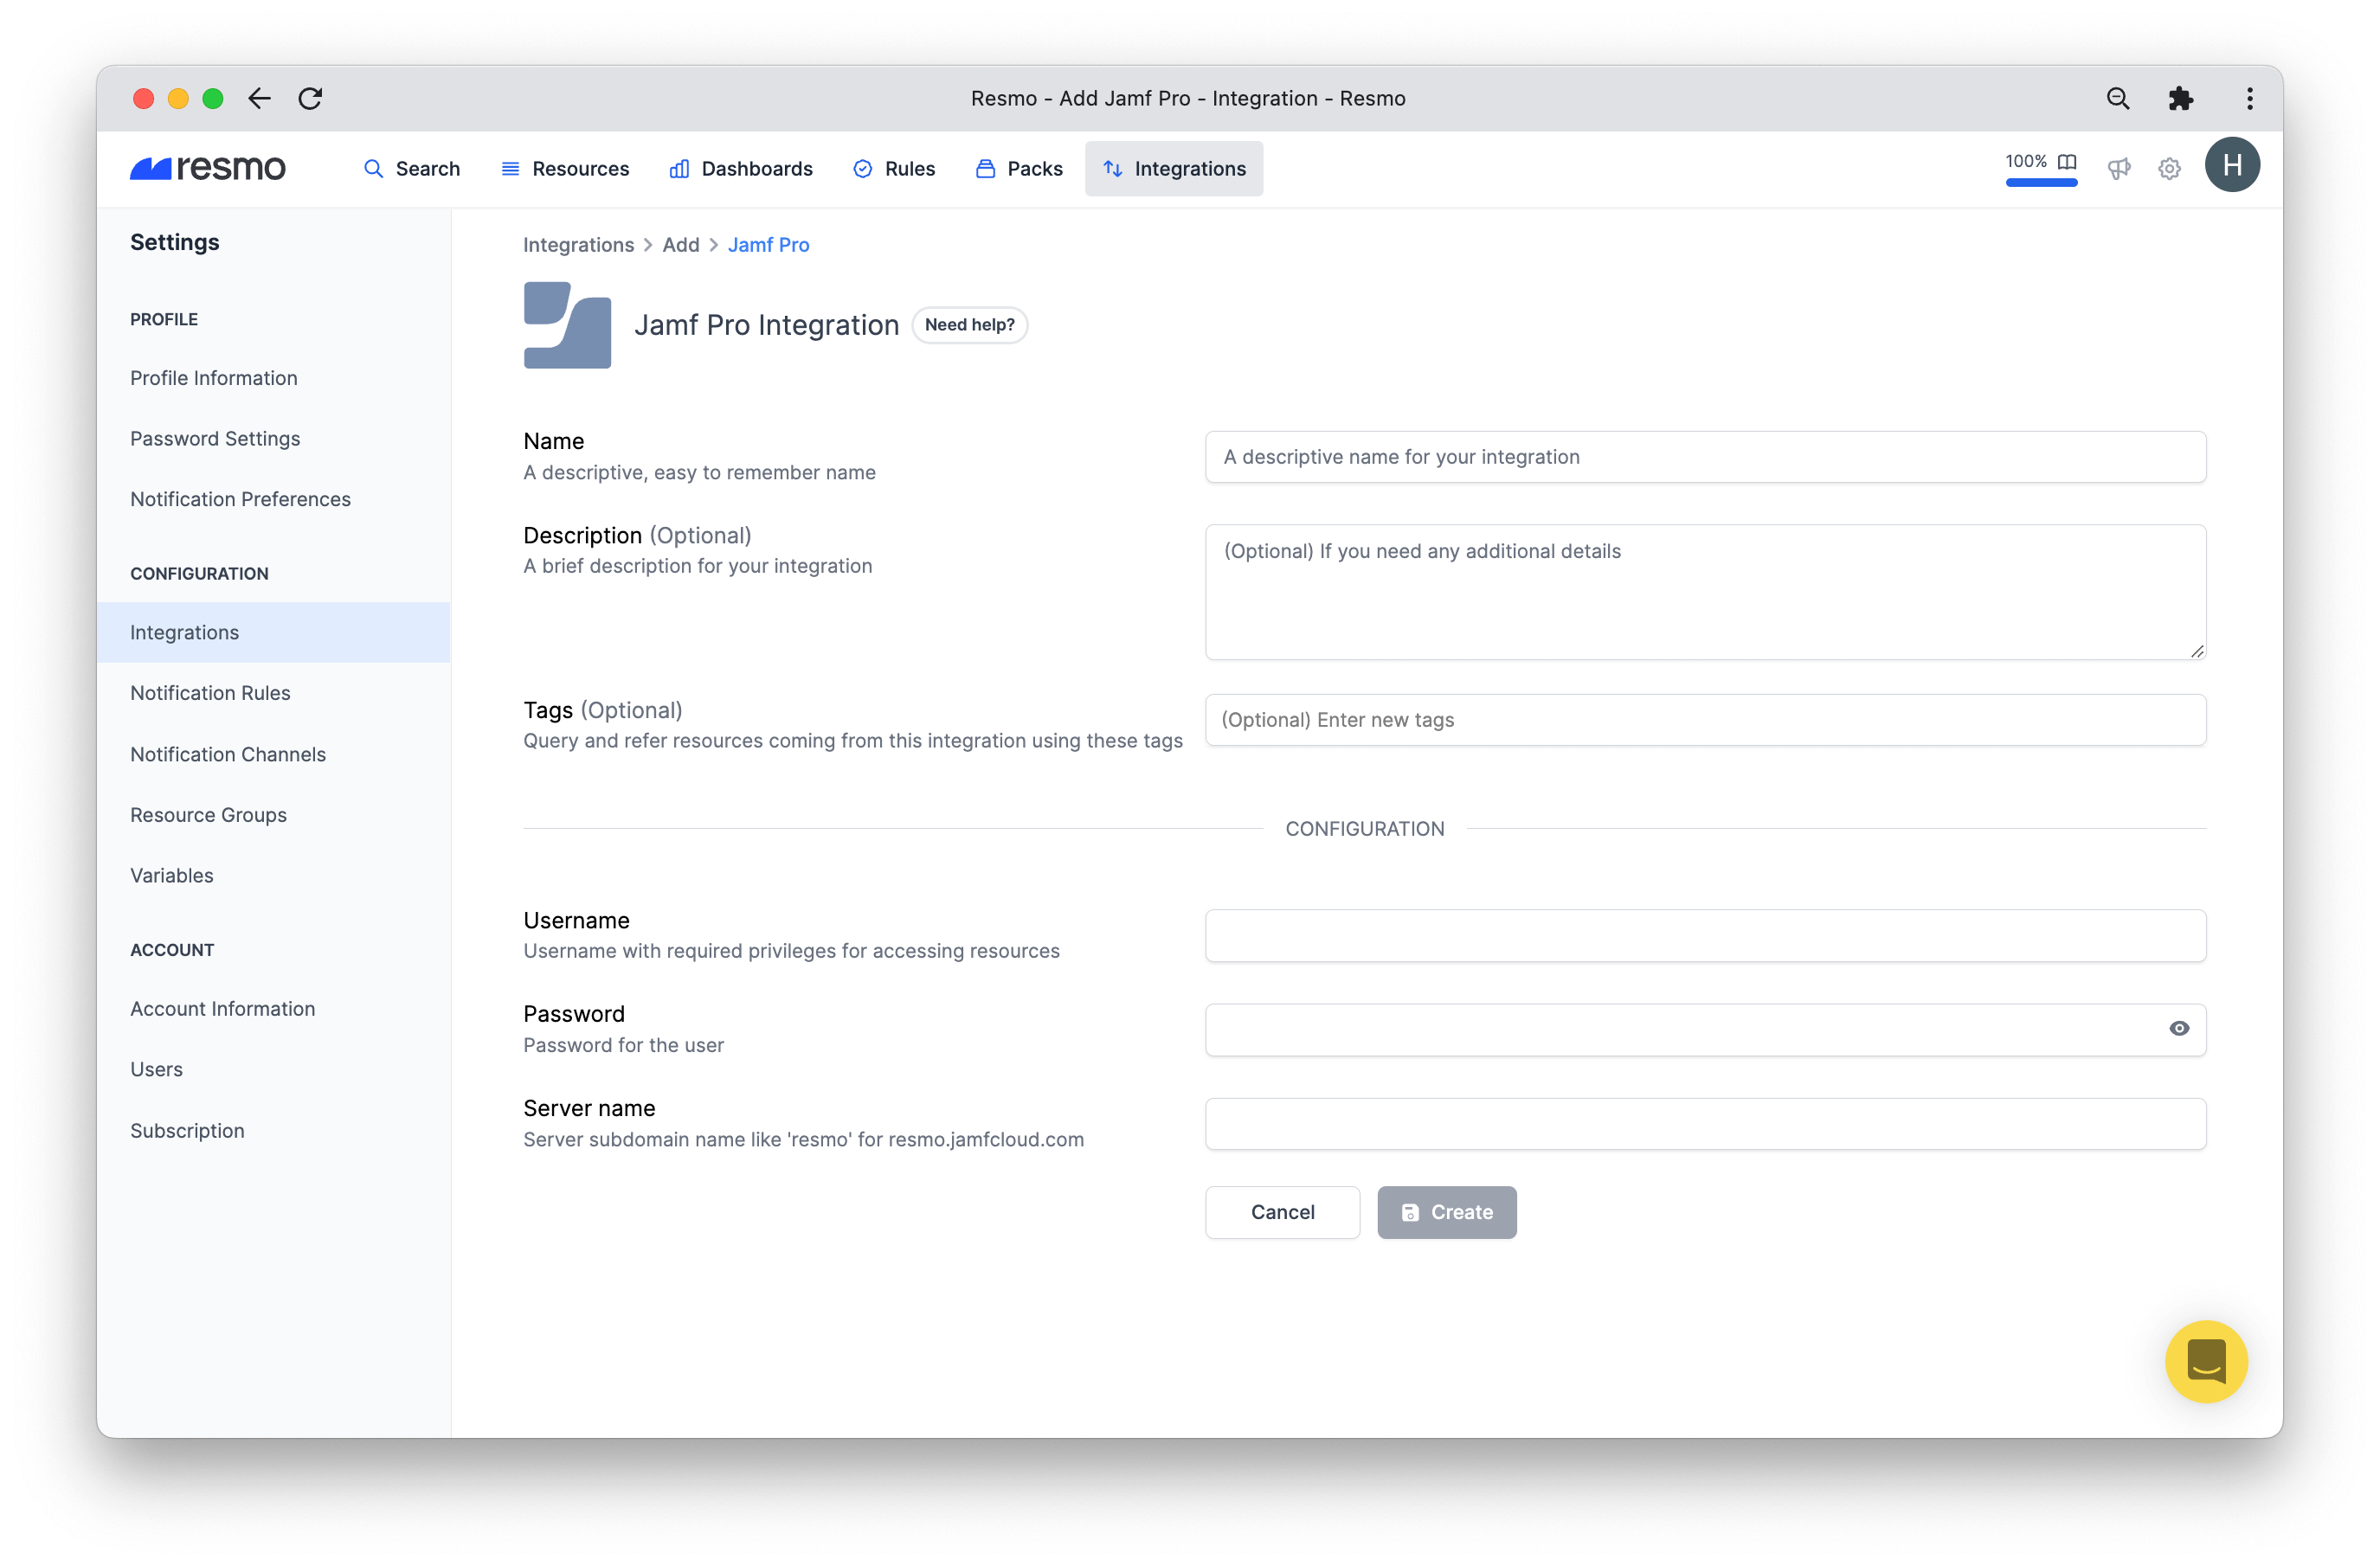 Resmo - Add Jamf Pro - Integration - Resmo
resmo
Search
Resources
Dashboards
Rules
Packs
Integrations
100%
H
Settings
PROFILE
Profile Information
Password Settings
Notification Preferences
CONFIGURATION
Integrations
Notification Rules
Notification Channels
Resource Groups
Variables
ACCOUNT
Account Information
Users
Subscription
Integrations > Add > Jamf Pro
Jamf Pro Integration
Need help?
Name
A descriptive, easy to remember name
A descriptive name for your integration
Description (Optional)
A brief description for your integration
(Optional) If you need any additional details
Tags (Optional)
Query and refer resources coming from this integration using these tags
(Optional) Enter new tags
CONFIGURATION
Username
Username with required privileges for accessing resources
Password
Password for the user
Server name
Server subdomain name like 'resmo' for resmo.jamfcloud.com
Cancel
Create